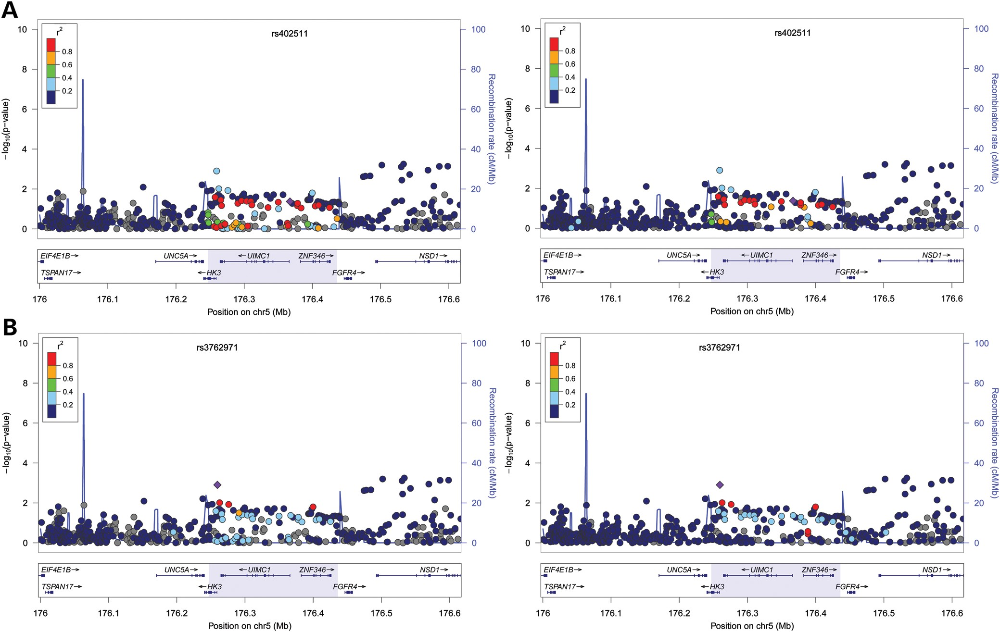 A
rs402511
r2
0.8
0.6
0.4
0.2
10
8
6
4
2
0
−log10(p−value)
100
80
60
40
20
0
Recombination rate (cM/Mb)
EIF4E1B→
UNC5A→
←UIMC1
ZNF346→
NSD1→
TSPAN17→
←HK3
FGFR4→
176 176.1 176.2 176.3 176.4 176.5 176.6
Position on chr5 (Mb)
rs402511
r2
0.8
0.6
0.4
0.2
10
8
6
4
2
0
−log10(p−value)
100
80
60
40
20
0
Recombination rate (cM/Mb)
EIF4E1B→
UNC5A→
←UIMC1
ZNF346→
NSD1→
TSPAN17→
←HK3
FGFR4→
176 176.1 176.2 176.3 176.4 176.5 176.6
Position on chr5 (Mb)
B
rs3762971
r2
0.8
0.6
0.4
0.2
10
8
6
4
2
0
−log10(p−value)
100
80
60
40
20
0
Recombination rate (cM/Mb)
EIF4E1B→
UNC5A→
←UIMC1
ZNF346→
NSD1→
TSPAN17→
←HK3
FGFR4→
176 176.1 176.2 176.3 176.4 176.5 176.6
Position on chr5 (Mb)
rs3762971
r2
0.8
0.6
0.4
0.2
10
8
6
4
2
0
−log10(p−value)
100
80
60
40
20
0
Recombination rate (cM/Mb)
EIF4E1B→
UNC5A→
←UIMC1
ZNF346→
NSD1→
TSPAN17→
←HK3
FGFR4→
176 176.1 176.2 176.3 176.4 176.5 176.6
Position on chr5 (Mb)